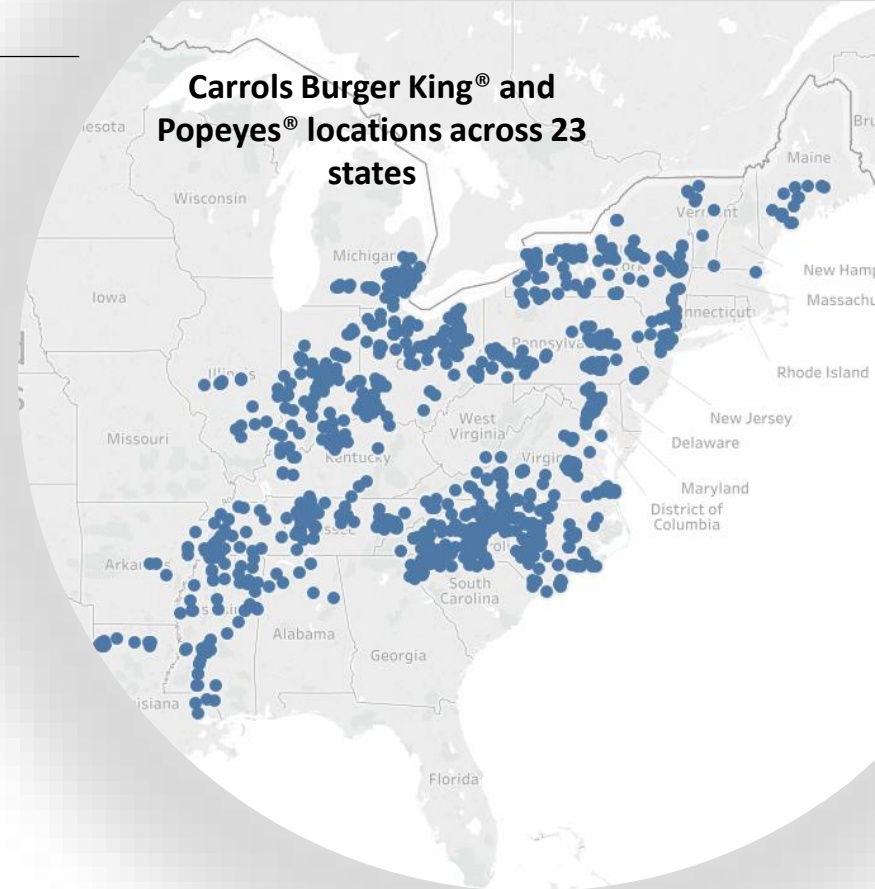 Carrols Burger King® and
Popeyes® locations across 23
states
Maine
Wisconsin
Michigan
New Hamp
Massachu
Iowa
Rhode Island
New Jersey
West
Virginia
Delaware
Missouri
Kentucky
Maryland
District of
Columbia
South
Carolina
Alabama
Georgia
isiana
Florida